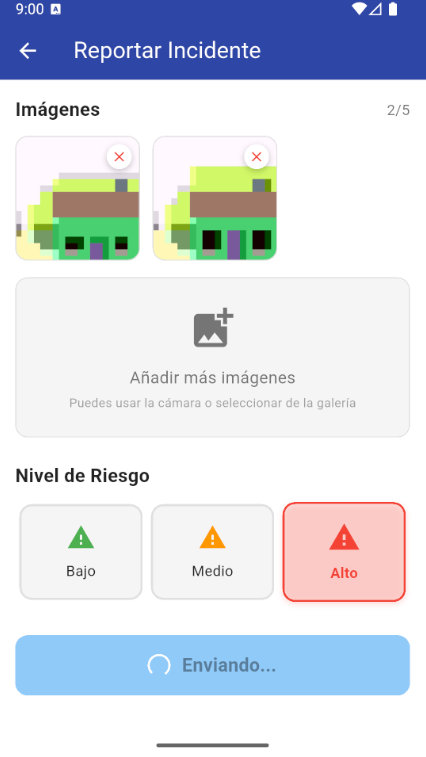 9:00
Reportar Incidente
Imágenes
2/5
Añadir más imágenes
Puedes usar la cámara o seleccionar de la galería
Nivel de Riesgo
Bajo
Medio
Alto
Enviando...